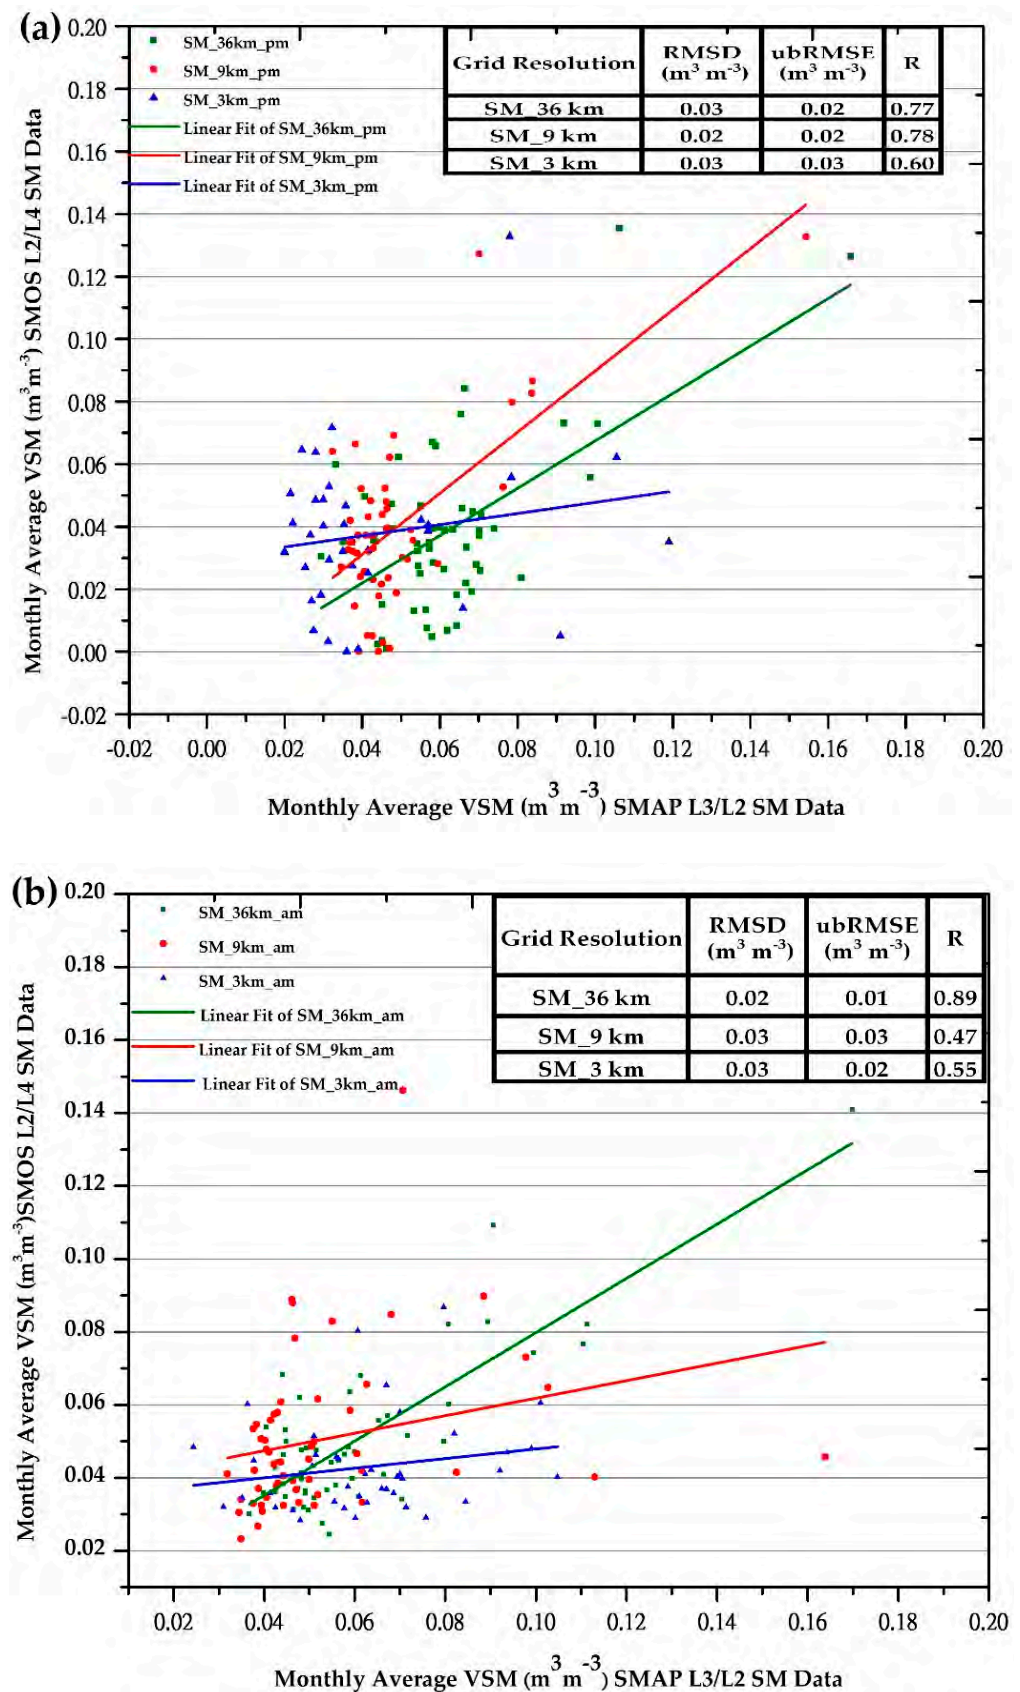 (a)
0.20
0.18
0.16
0.14
0.12
0.10
0.08
0.06
0.04
0.02
0.00
-0.02
Monthly Average VSM (m³m⁻³) SMOS L2/L4 SM Data
SM_36km_pm
SM_9km_pm
SM_3km_pm
Linear Fit of SM_36km_pm
Linear Fit of SM_9km_pm
Linear Fit of SM_3km_pm
Grid Resolution RMSD (m³ m⁻³) ubRMSE (m³ m⁻³) R
SM_36 km 0.03 0.02 0.77
SM_9 km 0.02 0.02 0.78
SM_3 km 0.03 0.03 0.60
-0.02 0.00 0.02 0.04 0.06 0.08 0.10 0.12 0.14 0.16 0.18 0.20
Monthly Average VSM (m³m⁻³) SMAP L3/L2 SM Data
(b)
0.20
0.18
0.16
0.14
0.12
0.10
0.08
0.06
0.04
0.02
Monthly Average VSM (m³m⁻³)SMOS L2/L4 SM Data
SM_36km_am
SM_9km_am
SM_3km_am
Linear Fit of SM_36km_am
Linear Fit of SM_9km_am
Linear Fit of SM_3km_am
Grid Resolution RMSD (m³ m⁻³) ubRMSE (m³ m⁻³) R
SM_36 km 0.02 0.01 0.89
SM_9 km 0.03 0.03 0.47
SM_3 km 0.03 0.02 0.55
0.02 0.04 0.06 0.08 0.10 0.12 0.14 0.16 0.18 0.20
Monthly Average VSM (m³m⁻³) SMAP L3/L2 SM Data